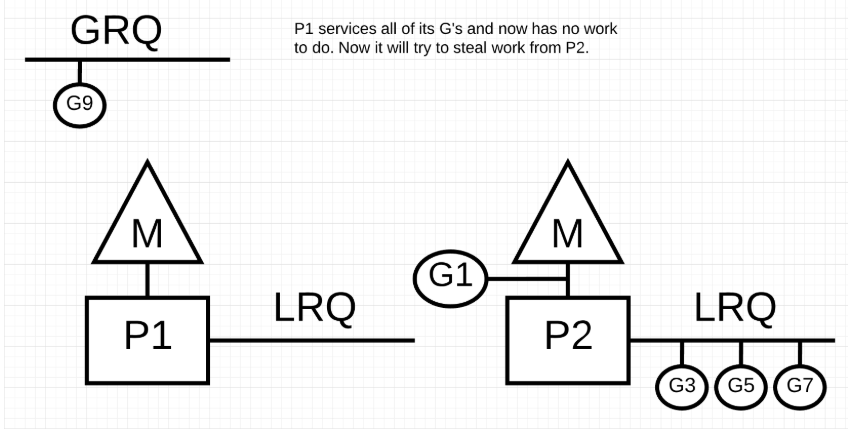 GRQ
P1 services all of its G's and now has no work
to do. Now it will try to steal work from P2.
G9
M
M
G1
P1
LRQ
P2
LRQ
G3
G5
G7